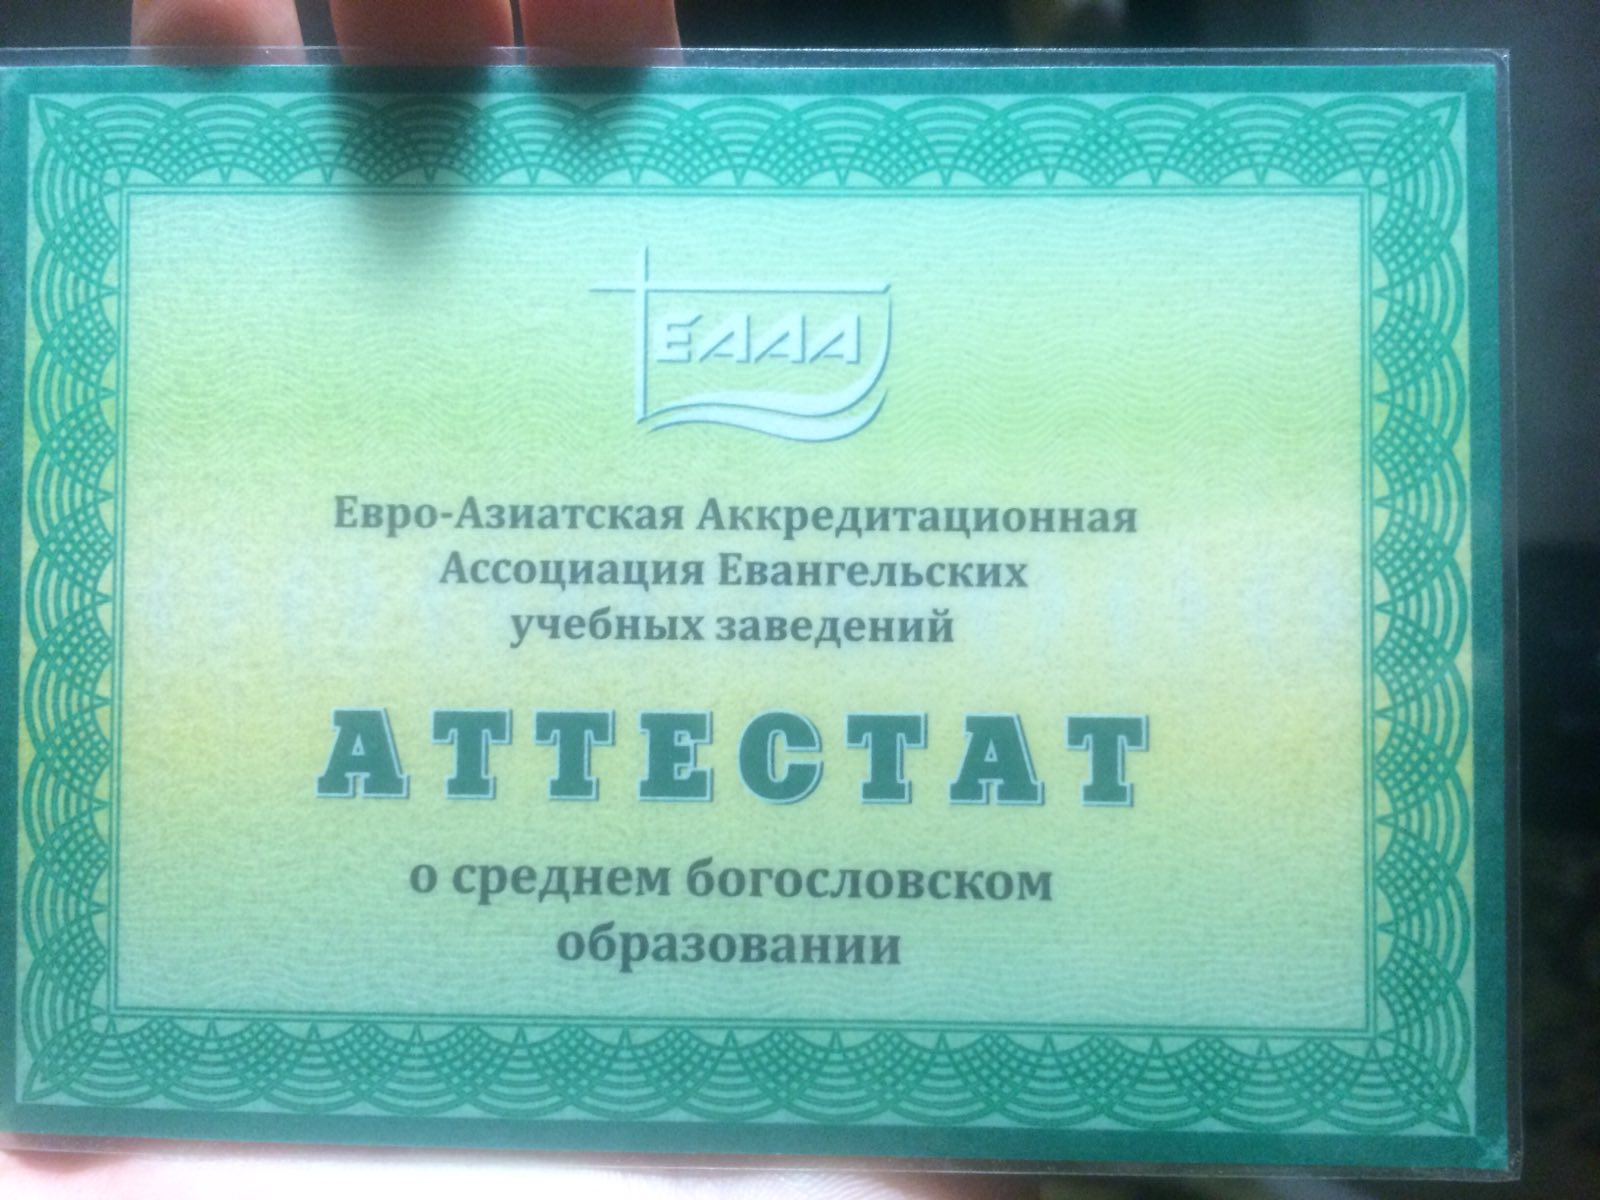 ЕААА
Евро-Азиатская Аккредитационная
Ассоциация Евангельских
учебных заведений
АТТЕСТАТ
о среднем богословском
образовании